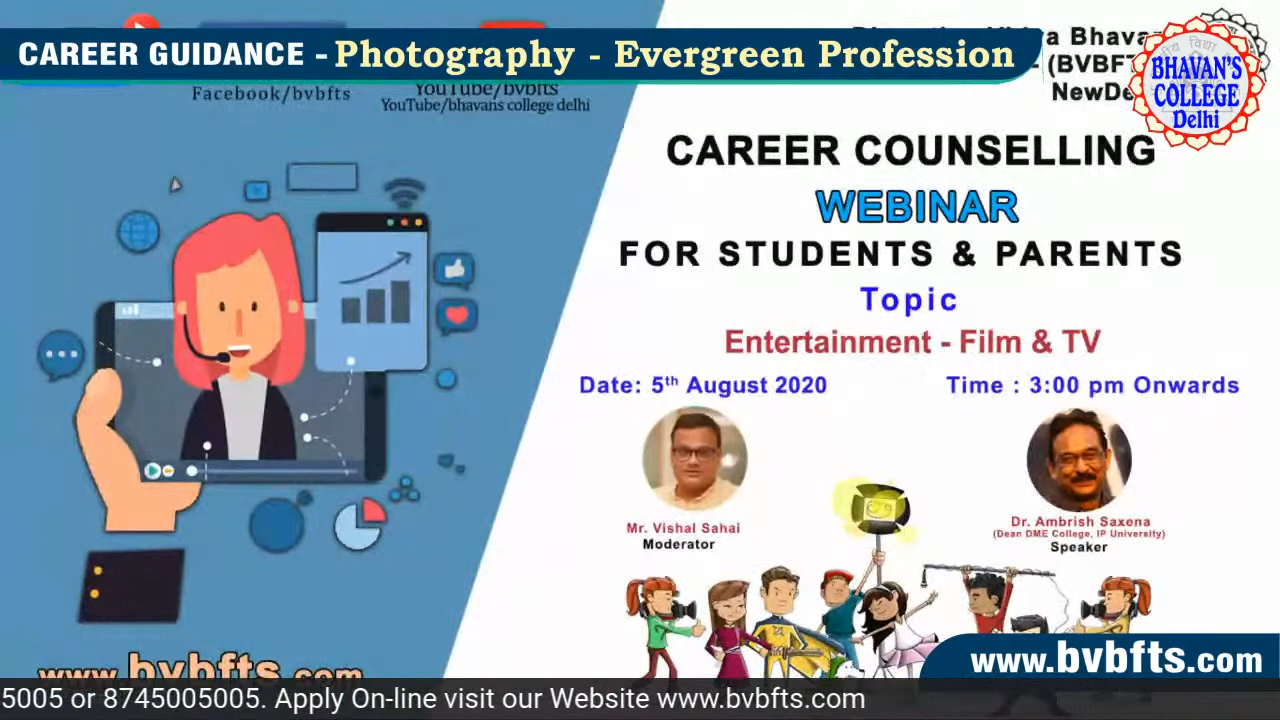 CAREER GUIDANCE - Photography - Evergreen Profession
BHAVAN'S
COLLEGE
Delhi
Facebook/bvbfts
YouTube/bvbfts
YouTube/bhavans college delhi
CAREER COUNSELLING
WEBINAR
FOR STUDENTS & PARENTS
Topic
Entertainment - Film & TV
Date: 5th August 2020
Time : 3:00 pm Onwards
Mr. Vishal Sahai
Moderator
Dr. Ambrish Saxena
(Dean DME College, IP University)
Speaker
www.bvbfts.com
www.bvbfts.com
5005 or 8745005005. Apply On-line visit our Website www.bvbfts.com